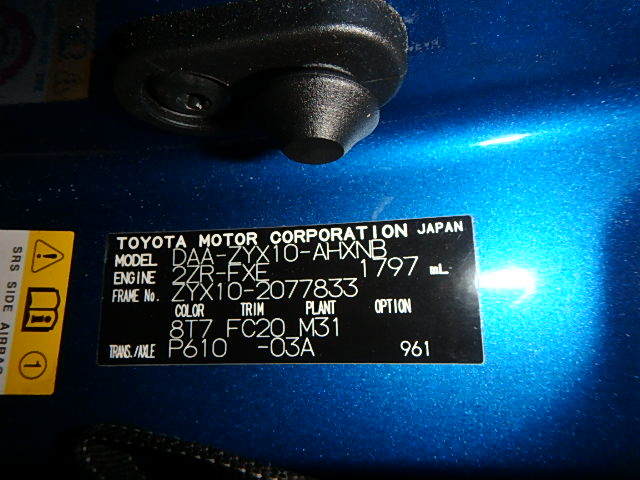 TOYOTA MOTOR CORPORATION JAPAN
MODEL DAA-ZYX10-AHXNB
ENGINE 2ZR-FXE 1797 mL
FRAME No. ZYX10-2077833
COLOR TRIM PLANT OPTION
8T7 FC20 M31
TRANS./AXLE P610 -03A 961
SRS SIDE AIRBAG
1